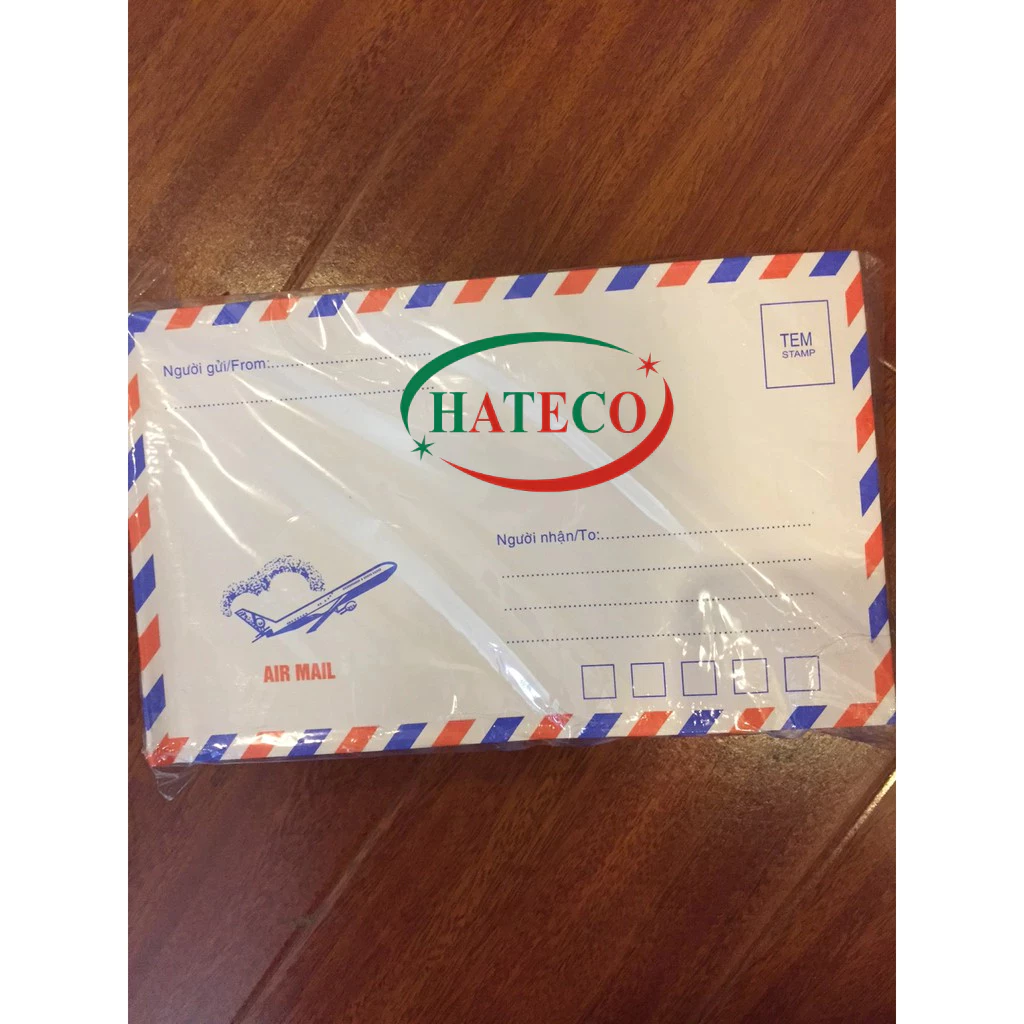 Người gửi/From:
TEM
STAMP
HATECO
Người nhận/To:
AIR MAIL